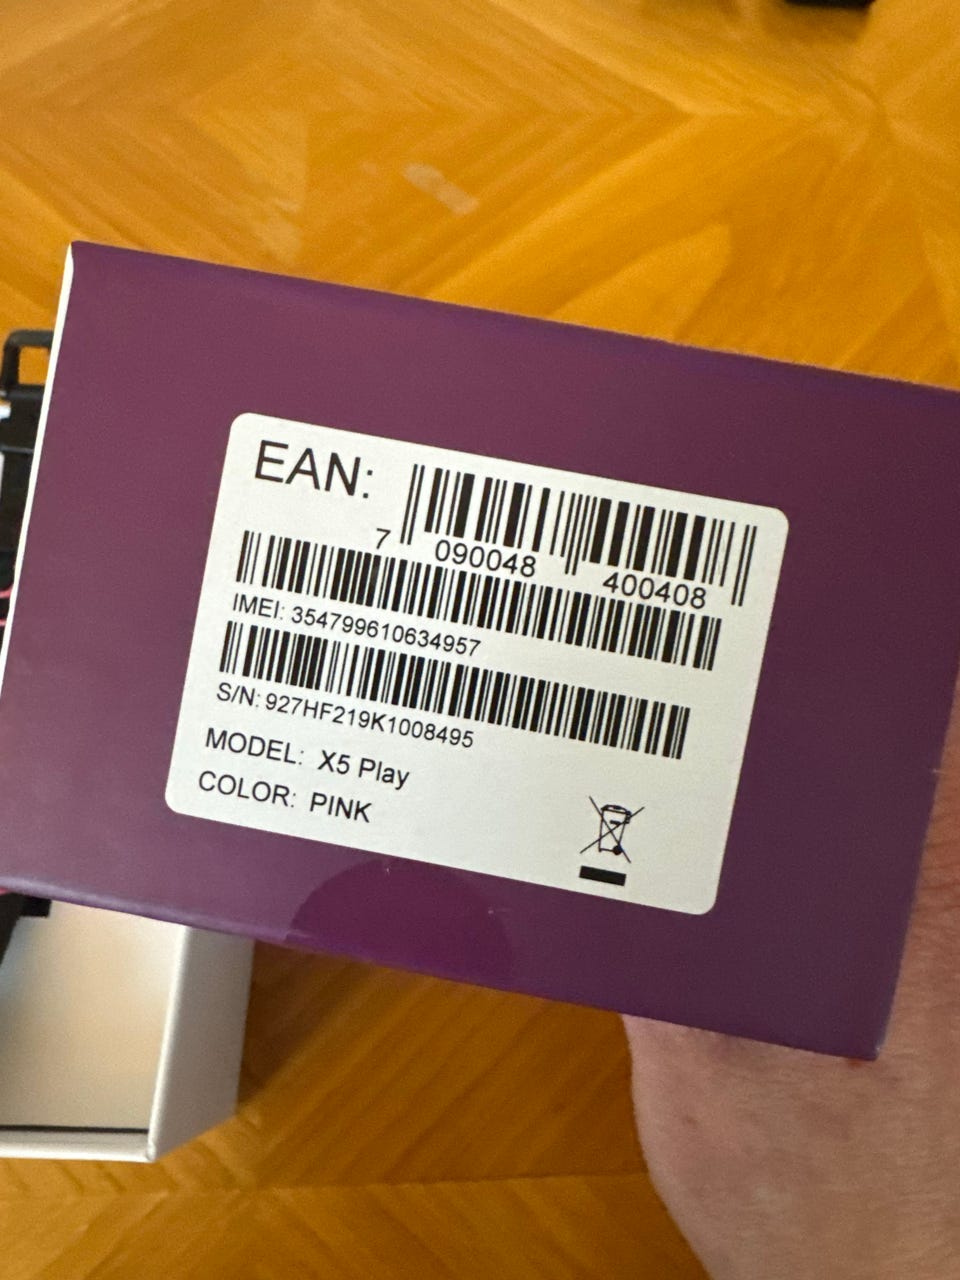 EAN:
7 090048 400408
IMEI: 354799610634957
S/N: 927HF219K1008495
MODEL: X5 Play
COLOR: PINK